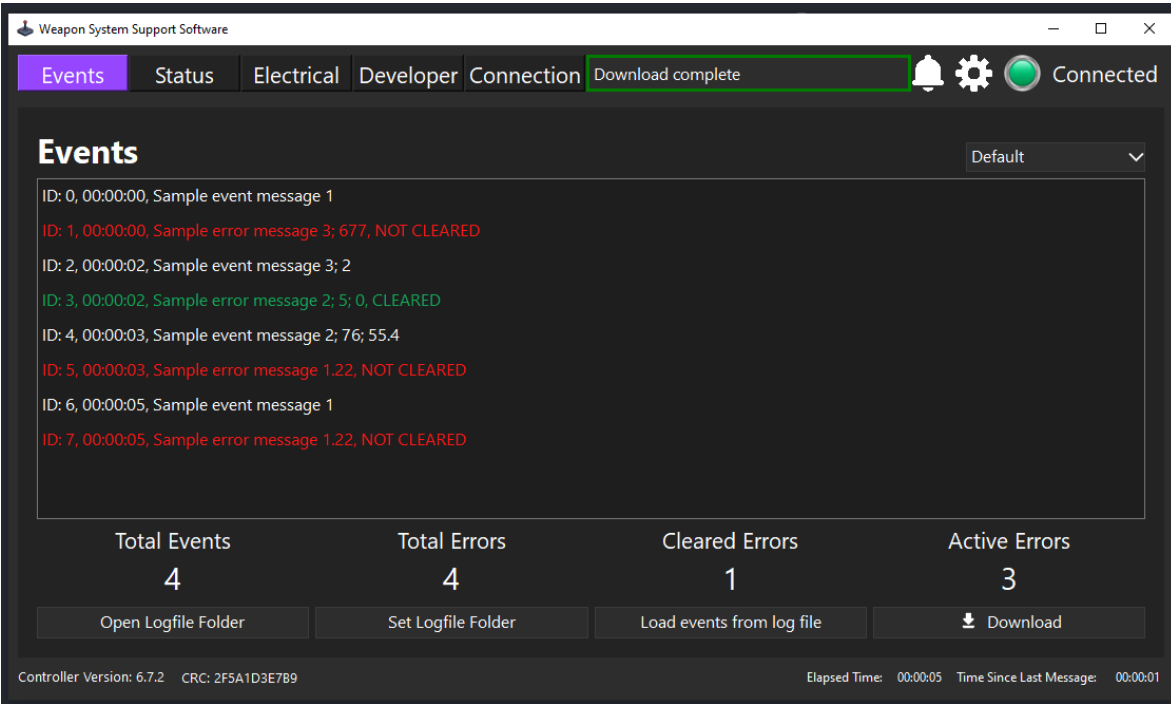 Weapon System Support Software
Events Status Electrical Developer Connection Download complete Connected
Events
Default
ID: 0, 00:00:00, Sample event message 1
ID: 1, 00:00:00, Sample error message 3; 677, NOT CLEARED
ID: 2, 00:00:02, Sample event message 3; 2
ID: 3, 00:00:02, Sample error message 2; 5; 0, CLEARED
ID: 4, 00:00:03, Sample event message 2; 76; 55.4
ID: 5, 00:00:03, Sample error message 1.22, NOT CLEARED
ID: 6, 00:00:05, Sample event message 1
ID: 7, 00:00:05, Sample error message 1.22, NOT CLEARED
Total Events Total Errors Cleared Errors Active Errors
4 4 1 3
Open Logfile Folder Set Logfile Folder Load events from log file Download
Controller Version: 6.7.2 CRC: 2F5A1D3E7B9 Elapsed Time: 00:00:05 Time Since Last Message: 00:00:01